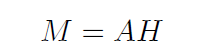 M = AH